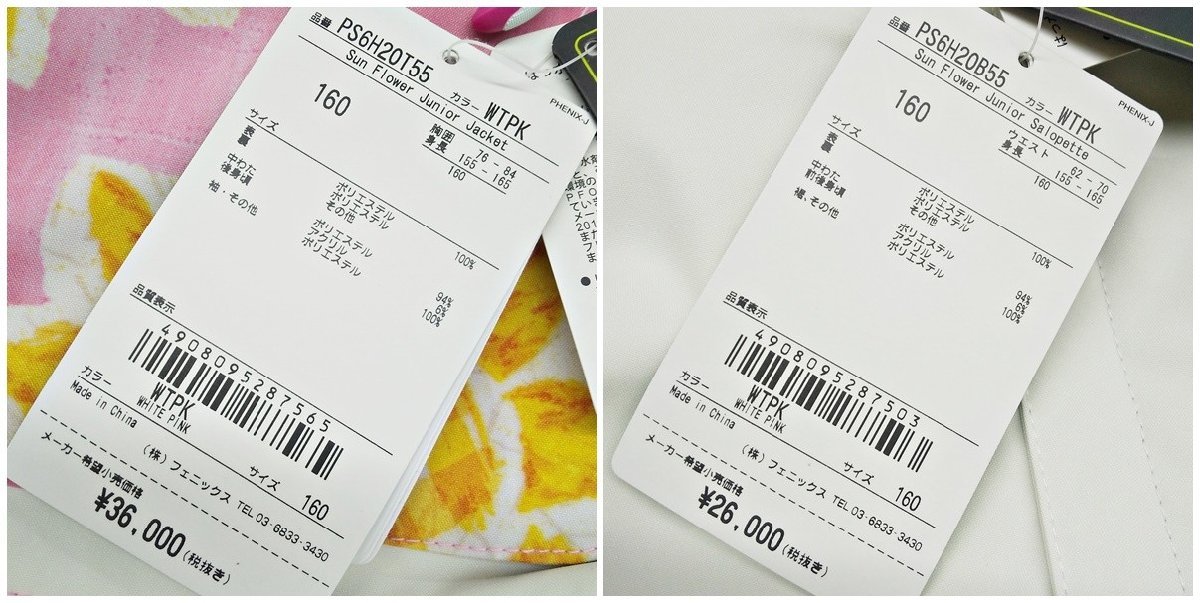 品番 PS6H20T55
Sun Flower Junior Jacket
カラー WTPK
PHENIX-J
160
サイズ
胸囲 76 - 84
身長 155 - 165
160
表 ポリエステル
裏 ポリエステル
その他
中わた ポリエステル 100%
後身頃 アクリル
ポリエステル
袖・その他
94%
6%
100%
品質表示
4908095287565
カラー
WTPK
WHITE PINK
Made in China
サイズ 160
(株)フェニックス TEL 03-6833-3430
メーカー希望小売価格
¥36,000(税抜き)
品番 PS6H20B55
Sun Flower Junior Salopette
カラー WTPK
PHENIX-J
160
サイズ
ウエスト 62 - 70
身長 155 - 165
160
表 ポリエステル
裏 ポリエステル
その他
中わた ポリエステル 100%
前後身頃 アクリル
ポリエステル
裾、その他
94%
6%
100%
品質表示
4908095287503
カラー
WTPK
WHITE PINK
Made in China
サイズ 160
(株)フェニックス TEL 03-6833-3430
メーカー希望小売価格
¥26,000(税抜き)